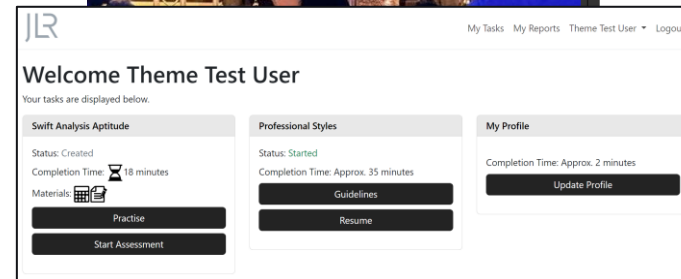 JLR
My Tasks My Reports Theme Test User Logou
Welcome Theme Test User
Your tasks are displayed below.
Swift Analysis Aptitude
Status: Created
Completion Time: 18 minutes
Materials:
Practise
Start Assessment
Professional Styles
Status: Started
Completion Time: Approx. 35 minutes
Guidelines
Resume
My Profile
Completion Time: Approx. 2 minutes
Update Profile